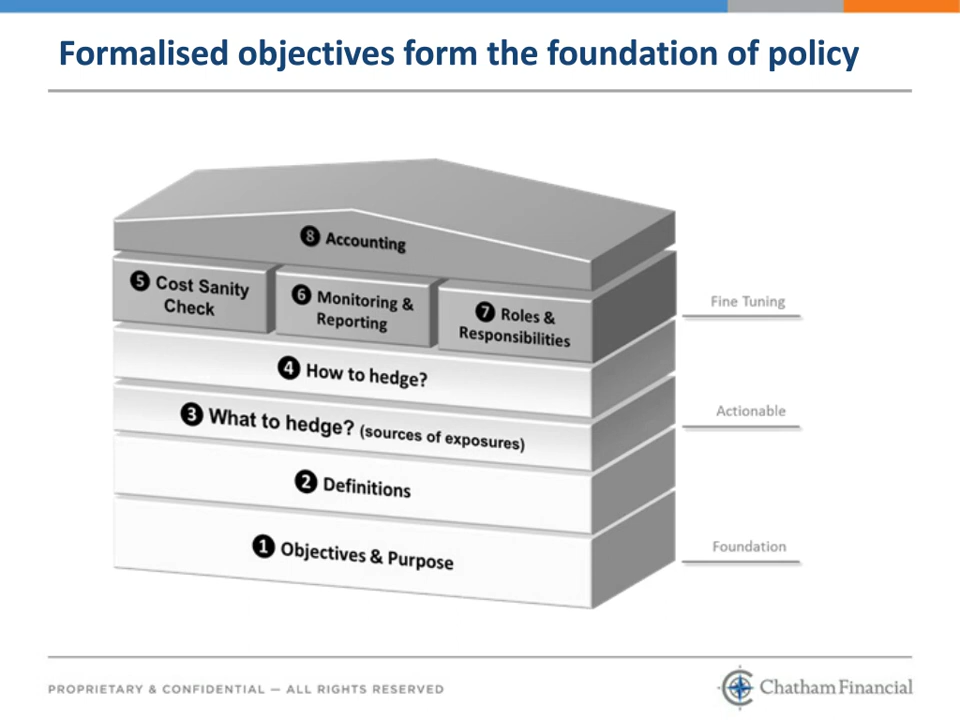 Formalised objectives form the foundation of policy
8 Accounting
5 Cost Sanity
Check
6 Monitoring &
Reporting
7 Roles &
Responsibilities
Fine Tuning
4 How to hedge?
3 What to hedge? (sources of exposures)
Actionable
2 Definitions
1 Objectives & Purpose
Foundation
PROPRIETARY & CONFIDENTIAL — ALL RIGHTS RESERVED
Chatham Financial